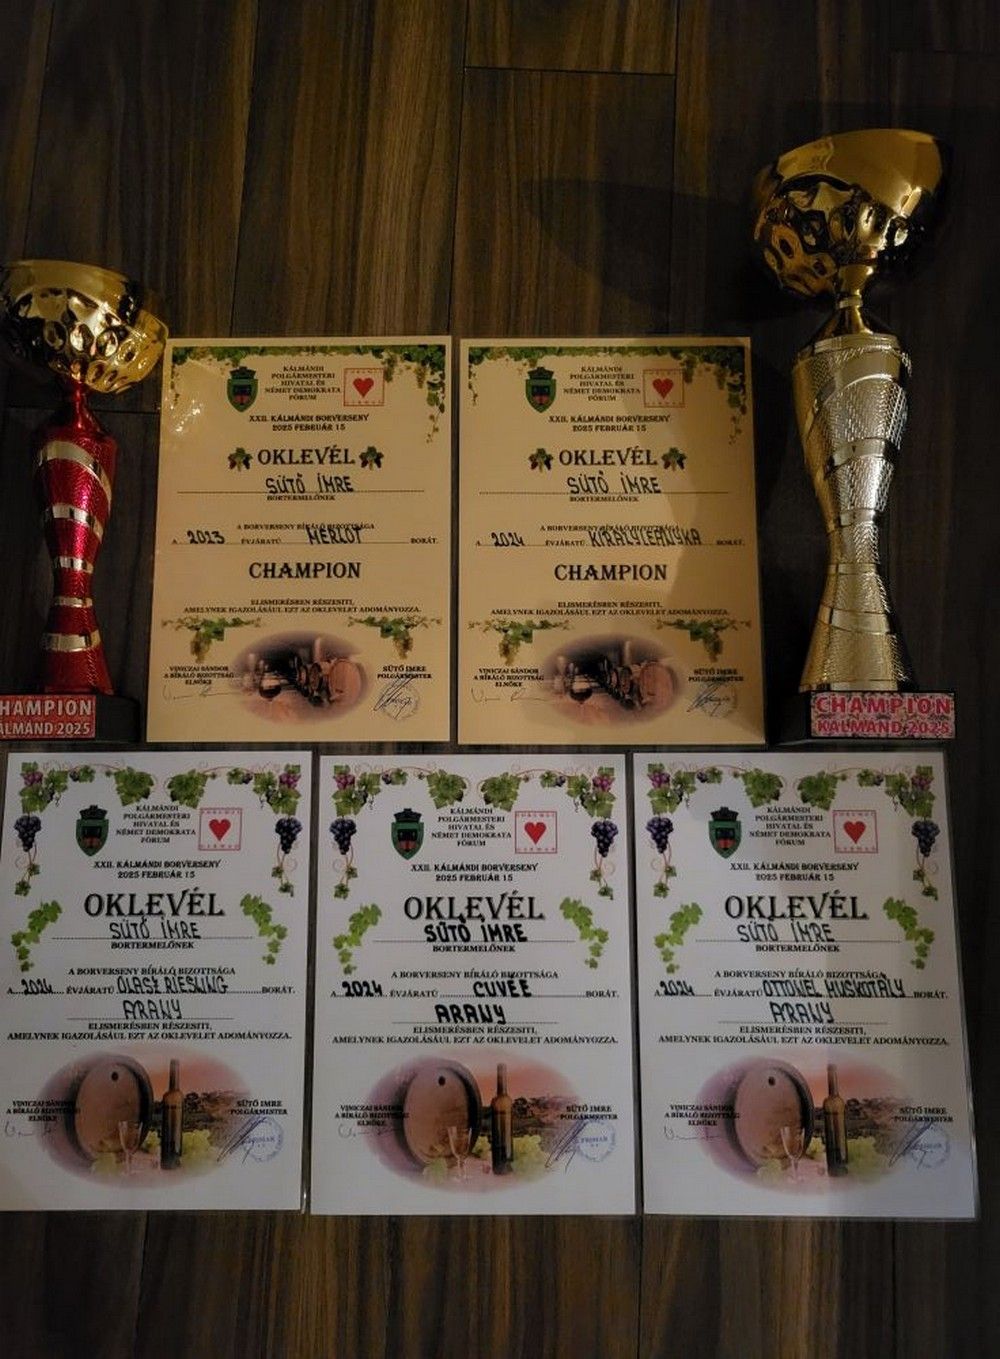 KÁLMÁNDI
POLGÁRMESTERI
HIVATAL ÉS
NÉMET DEMOKRATA
FÓRUM
XXII. KÁLMÁNDI BORVERSENY
2025 FEBRUÁR 15
OKLEVÉL
SÜTŐ İMRE
BORTERMELŐNEK
A BORVERSENY BÍRÁLÓ BIZOTTSÁGA
A 2023 ÉVJÁRATÚ MERLOT BORÁT.
CHAMPION
ELISMERÉSBEN RÉSZESITI,
AMELYNEK IGAZOLÁSÁUL EZT AZ OKLEVELET ADOMÁNYOZZA.
VINICZAI SÁNDOR
A BÍRÁLÓ BIZOTTSÁG
ELNÖKE
SÜTŐ IMRE
POLGÁRMESTER
KÁLMÁNDI
POLGÁRMESTERI
HIVATAL ÉS
NÉMET DEMOKRATA
FÓRUM
XXII. KÁLMÁNDI BORVERSENY
2025 FEBRUÁR 15
OKLEVÉL
SÜTŐ İMRE
BORTERMELŐNEK
A BORVERSENY BÍRÁLÓ BIZOTTSÁGA
A 2024 ÉVJÁRATÚ KIRÁLYLEÁNYKA BORÁT.
CHAMPION
ELISMERÉSBEN RÉSZESITI,
AMELYNEK IGAZOLÁSÁUL EZT AZ OKLEVELET ADOMÁNYOZZA.
VINICZAI SÁNDOR
A BÍRÁLÓ BIZOTTSÁG
ELNÖKE
SÜTŐ IMRE
POLGÁRMESTER
HAMPION
ALMAND 2025
CHAMPION
KALMAND 2025
KÁLMÁNDI
POLGÁRMESTERI
HIVATAL ÉS
NÉMET DEMOKRATA
FÓRUM
XXII. KÁLMÁNDI BORVERSENY
2025 FEBRUÁR 15
OKLEVÉL
SÜTŐ İMRE
BORTERMELŐNEK
A BORVERSENY BÍRÁLÓ BIZOTTSÁGA
A 2024 ÉVJÁRATÚ OLASZ RIESLING BORÁT.
ARANY
ELISMERÉSBEN RÉSZESITI,
AMELYNEK IGAZOLÁSÁUL EZT AZ OKLEVELET ADOMÁNYOZZA.
VINICZAI SÁNDOR
A BÍRÁLÓ BIZOTTSÁG
ELNÖKE
SÜTŐ IMRE
POLGÁRMESTER
KÁLMÁNDI
POLGÁRMESTERI
HIVATAL ÉS
NÉMET DEMOKRATA
FÓRUM
XXII. KÁLMÁNDI BORVERSENY
2025 FEBRUÁR 15
OKLEVÉL
SÜTŐ İMRE
BORTERMELŐNEK
A BORVERSENY BÍRÁLÓ BIZOTTSÁGA
A 2024 ÉVJÁRATÚ CUVÉE BORÁT.
ARANY
ELISMERÉSBEN RÉSZESITI,
AMELYNEK IGAZOLÁSÁUL EZT AZ OKLEVELET ADOMÁNYOZZA.
VINICZAI SÁNDOR
A BÍRÁLÓ BIZOTTSÁG
ELNÖKE
SÜTŐ IMRE
POLGÁRMESTER
PRIMAR
KÁLMÁNDI
POLGÁRMESTERI
HIVATAL ÉS
NÉMET DEMOKRATA
FÓRUM
XXII. KÁLMÁNDI BORVERSENY
2025 FEBRUÁR 15
OKLEVÉL
SÜTŐ İMRE
BORTERMELŐNEK
A BORVERSENY BÍRÁLÓ BIZOTTSÁGA
A 2024 ÉVJÁRATÚ OTTONEL MUSKOTÁLY BORÁT.
ARANY
ELISMERÉSBEN RÉSZESITI,
AMELYNEK IGAZOLÁSÁUL EZT AZ OKLEVELET ADOMÁNYOZZA.
VINICZAI SÁNDOR
A BÍRÁLÓ BIZOTTSÁG
ELNÖKE
SÜTŐ IMRE
POLGÁRMESTER